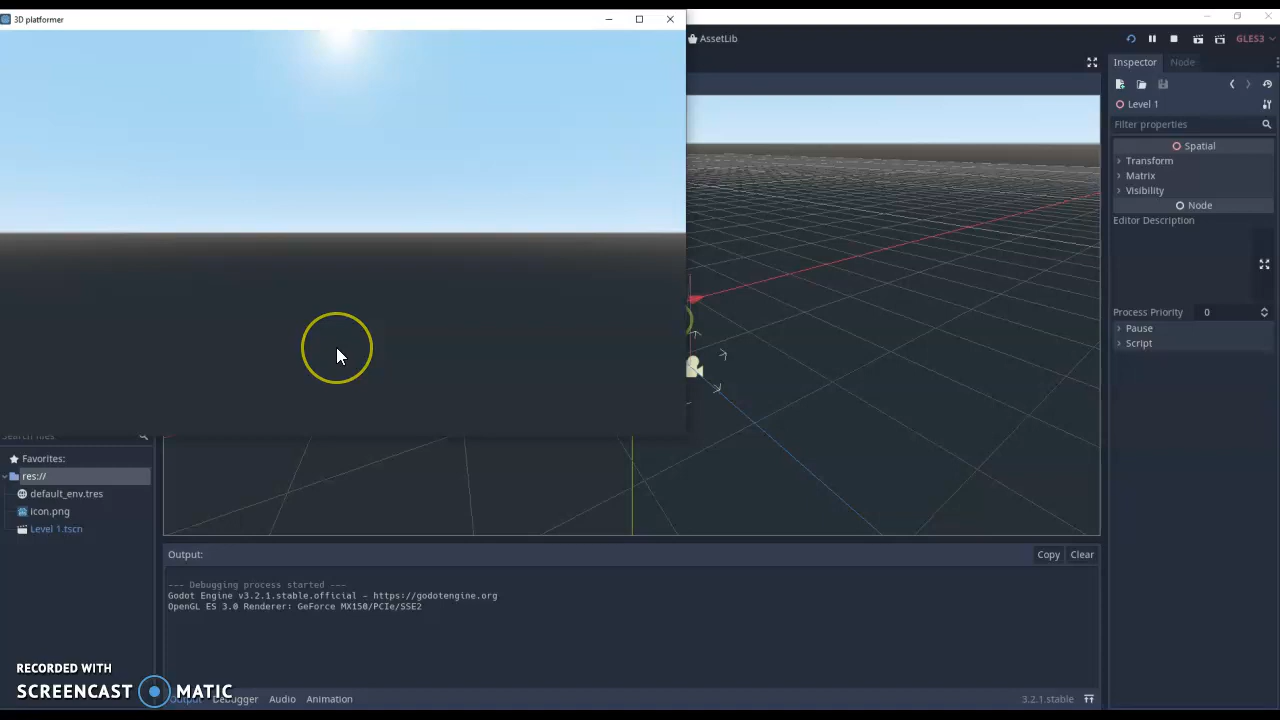 3D platformer
AssetLib
GLES3
Inspector
Node
Level 1
Filter properties
Spatial
Transform
Matrix
Visibility
Node
Editor Description
Process Priority
0
Pause
Script
Search files
Favorites:
res://
default_env.tres
icon.png
Level 1.tscn
Output:
Copy
Clear
--- Debugging process started ---
Godot Engine v3.2.1.stable.official - https://godotengine.org
OpenGL ES 3.0 Renderer: GeForce MX150/PCIe/SSE2
Output
Debugger
Audio
Animation
3.2.1.stable
RECORDED WITH
SCREENCAST MATIC